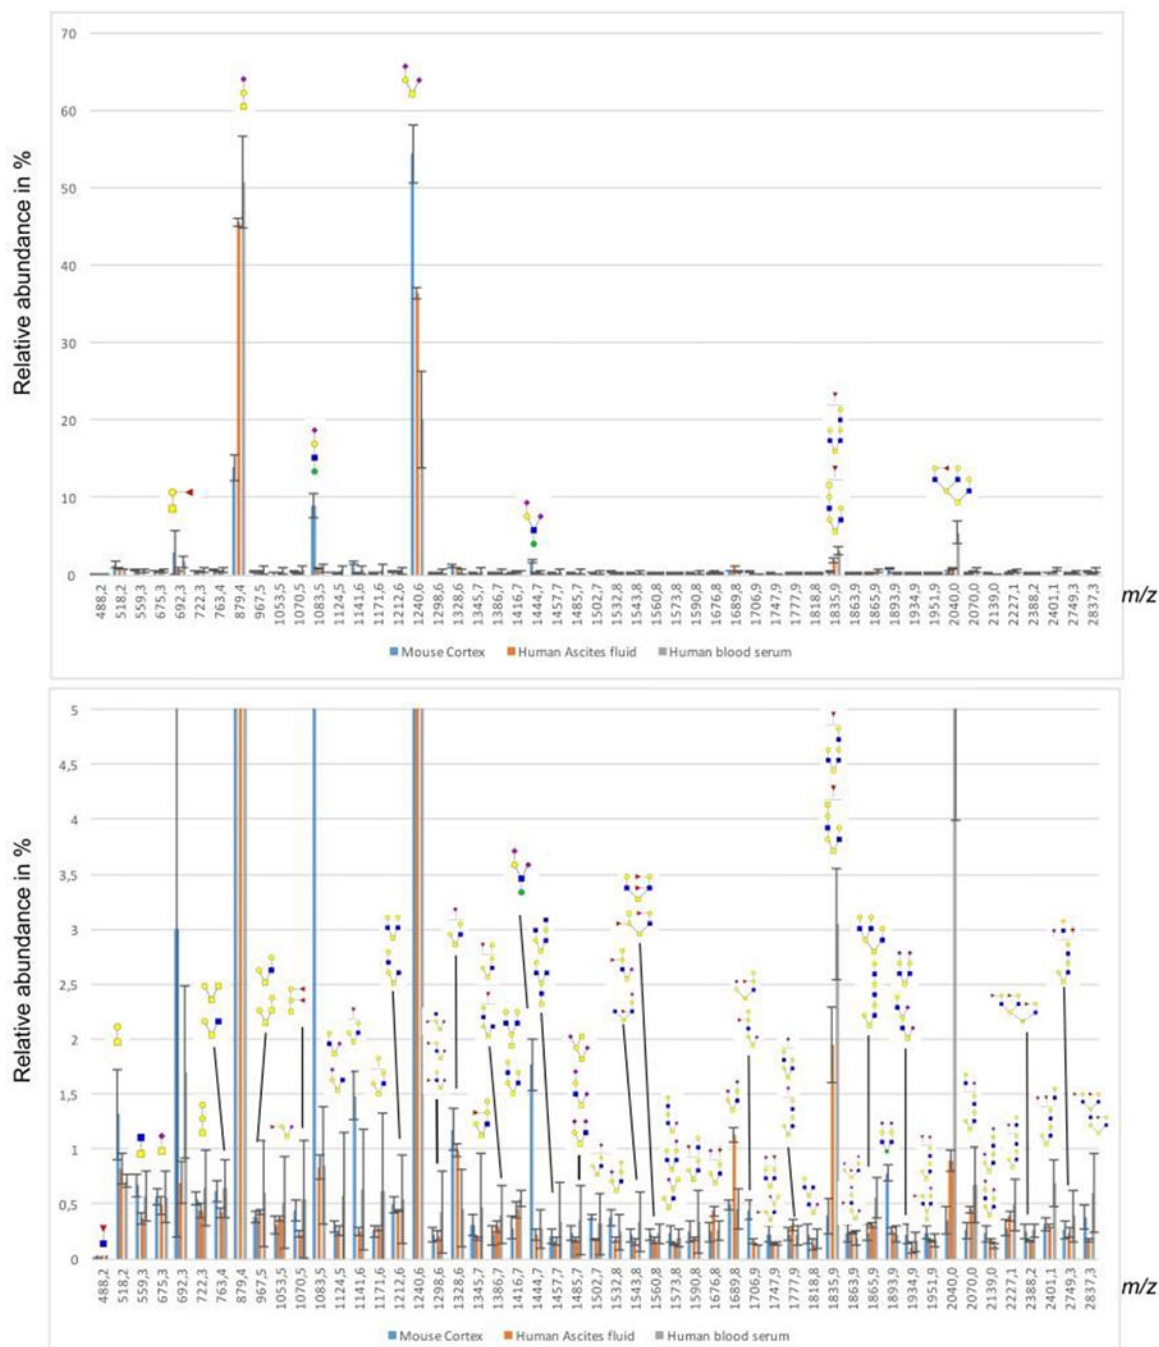 Relative abundance in %
70
60
50
40
30
20
10
0
488,2 518,2 559,3 675,3 692,3 722,3 763,4 879,4 967,5 1053,5 1070,5 1083,5 1124,5 1141,6 1171,6 1212,6 1240,6 1298,6 1328,6 1345,7 1386,7 1416,7 1444,7 1457,7 1485,7 1502,7 1532,8 1543,8 1560,8 1573,8 1590,8 1676,8 1689,8 1706,9 1747,9 1777,9 1818,8 1835,9 1863,9 1865,9 1893,9 1934,9 1951,9 2040,0 2070,0 2139,0 2227,1 2388,2 2401,1 2749,3 2837,3
m/z
Mouse Cortex Human Ascites fluid Human blood serum
Relative abundance in %
5
4,5
4
3,5
3
2,5
2
1,5
1
0,5
0
488,2 518,2 559,3 675,3 692,3 722,3 763,4 879,4 967,5 1053,5 1070,5 1083,5 1124,5 1141,6 1171,6 1212,6 1240,6 1298,6 1328,6 1345,7 1386,7 1416,7 1444,7 1457,7 1485,7 1502,7 1532,8 1543,8 1560,8 1573,8 1590,8 1676,8 1689,8 1706,9 1747,9 1777,9 1818,8 1835,9 1863,9 1865,9 1893,9 1934,9 1951,9 2040,0 2070,0 2139,0 2227,1 2388,2 2401,1 2749,3 2837,3
m/z
Mouse Cortex Human Ascites fluid Human blood serum